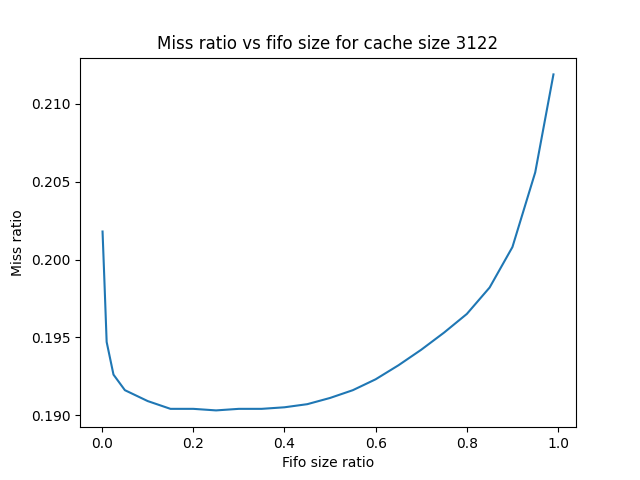 Miss ratio vs fifo size for cache size 3122
0.210
0.205
0.200
0.195
0.190
Miss ratio
0.0 0.2 0.4 0.6 0.8 1.0
Fifo size ratio